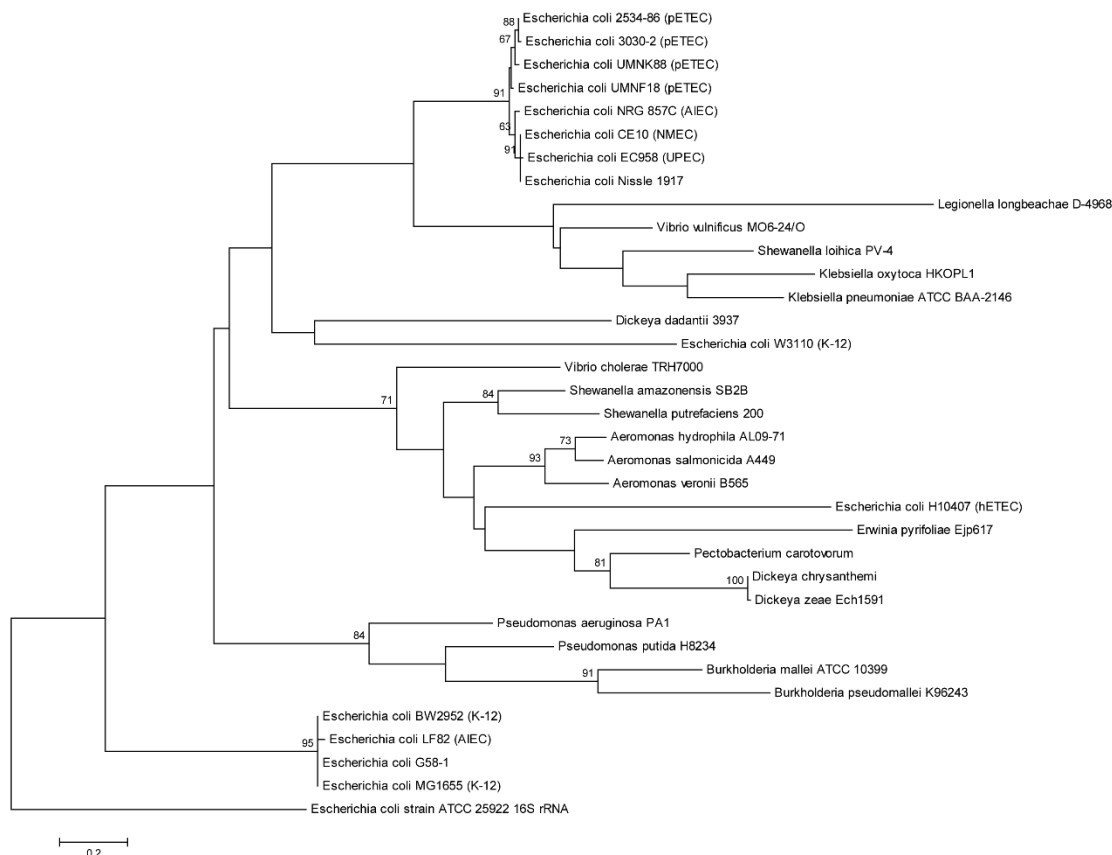 88
Escherichia coli 2534-86 (pETEC)
67
Escherichia coli 3030-2 (pETEC)
Escherichia coli UMNK88 (pETEC)
Escherichia coli UMNF18 (pETEC)
91
Escherichia coli NRG 857C (AIEC)
63
Escherichia coli CE10 (NMEC)
91
Escherichia coli EC958 (UPEC)
Escherichia coli Nissle 1917
Legionella longbeachae D-4968
Vibrio vulnificus MO6-24/O
Shewanella loihica PV-4
Klebsiella oxytoca HKOPL1
Klebsiella pneumoniae ATCC BAA-2146
Dickeya dadantii 3937
Escherichia coli W3110 (K-12)
Vibrio cholerae TRH7000
71
84
Shewanella amazonensis SB2B
Shewanella putrefaciens 200
73
Aeromonas hydrophila AL09-71
93
Aeromonas salmonicida A449
Aeromonas veronii B565
Escherichia coli H10407 (hETEC)
Erwinia pyrifoliae Ejp617
81
Pectobacterium carotovorum
100
Dickeya chrysanthemi
Dickeya zeae Ech1591
84
Pseudomonas aeruginosa PA1
Pseudomonas putida H8234
91
Burkholderia mallei ATCC 10399
Burkholderia pseudomallei K96243
Escherichia coli BW2952 (K-12)
95
Escherichia coli LF82 (AIEC)
Escherichia coli G58-1
Escherichia coli MG1655 (K-12)
Escherichia coli strain ATCC 25922 16S rRNA
0.2